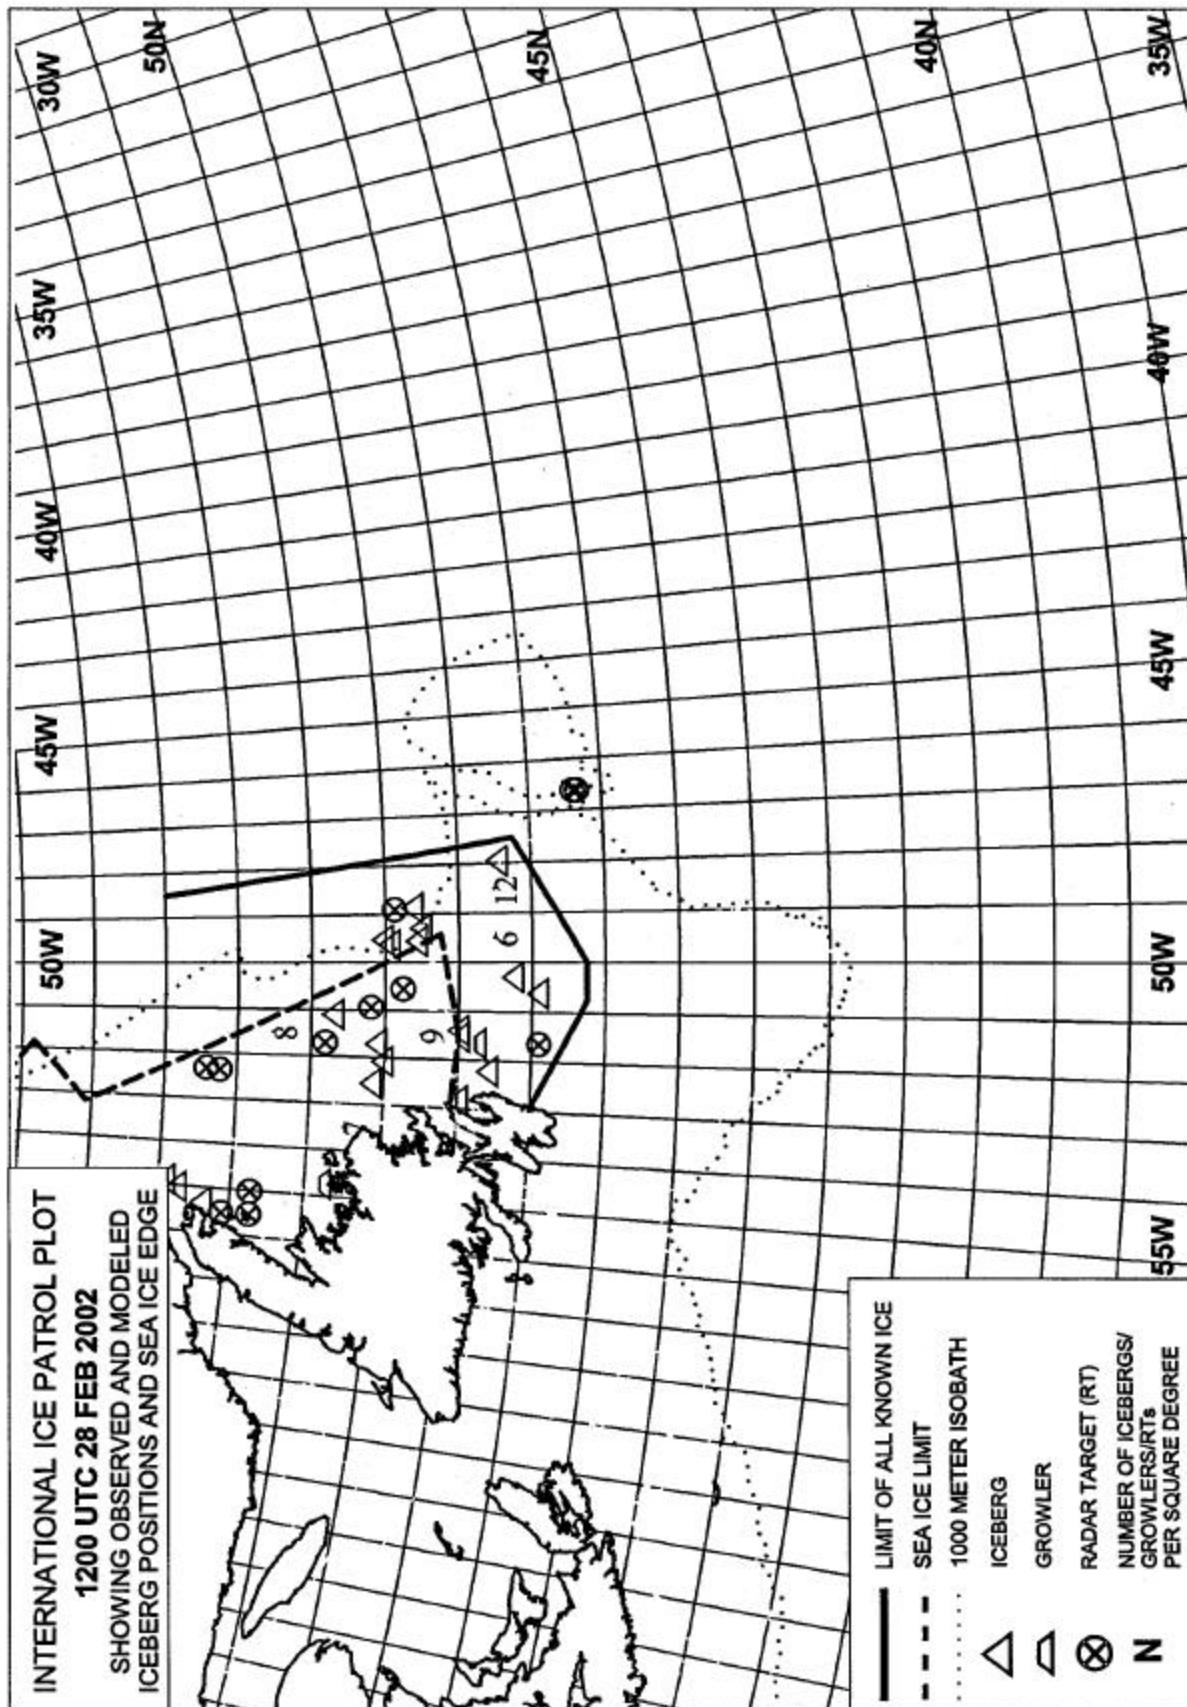 INTERNATIONAL ICE PATROL PLOT
1200 UTC 28 FEB 2002
SHOWING OBSERVED AND MODELED
ICEBERG POSITIONS AND SEA ICE EDGE
50W
45W
40W
35W
30W
50N
45N
40N
35W
40W
45W
50W
55W
8
9
6
12
LIMIT OF ALL KNOWN ICE
SEA ICE LIMIT
1000 METER ISOBATH
ICEBERG
GROWLER
RADAR TARGET (RT)
N
NUMBER OF ICEBERGS/
GROWLERS/RTs
PER SQUARE DEGREE